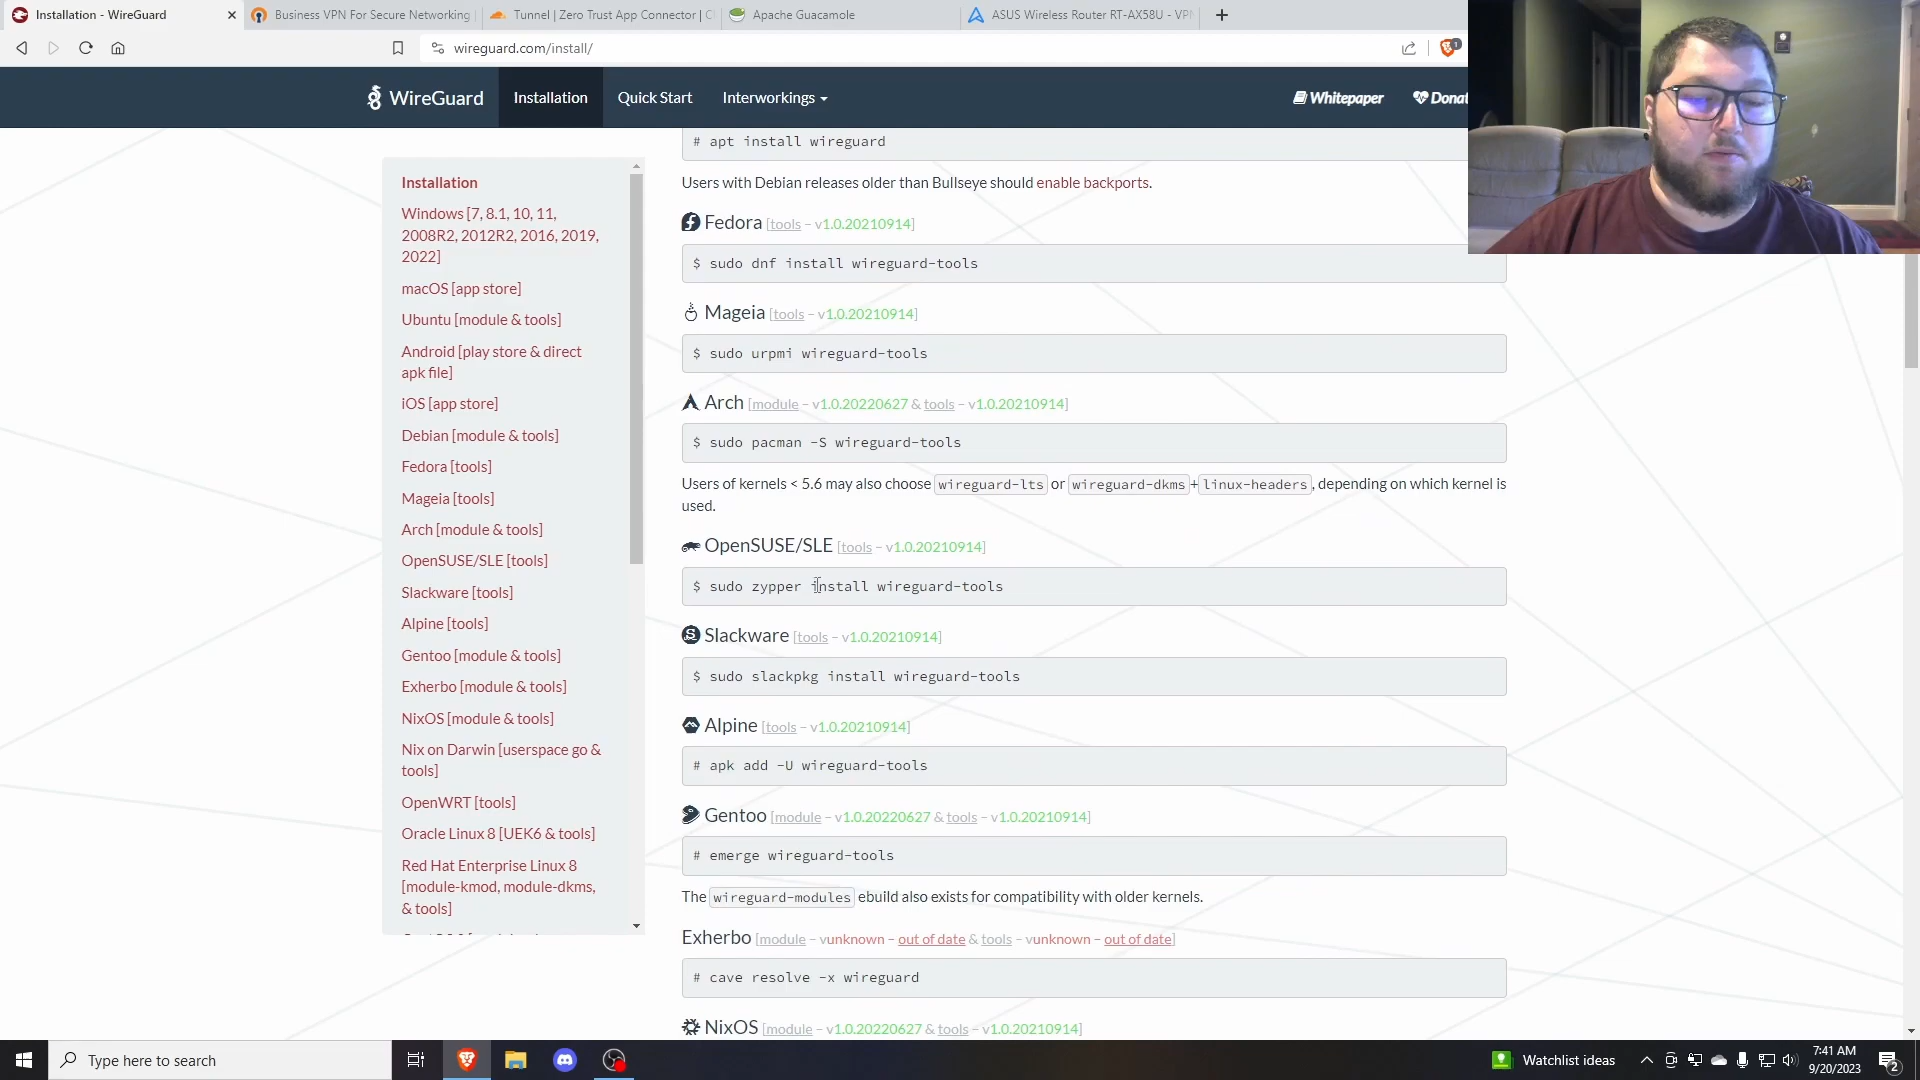 Installation - WireGuard
Business VPN For Secure Networking
Tunnel | Zero Trust App Connector |
Apache Guacamole
ASUS Wireless Router RT-AX58U - VPN
wireguard.com/install/
1
WireGuard
Installation
Quick Start
Interworkings
Whitepaper
Donat
Installation
Windows [7, 8.1, 10, 11,
2008R2, 2012R2, 2016, 2019,
2022]
macOS [app store]
Ubuntu [module & tools]
Android [play store & direct
apk file]
iOS [app store]
Debian [module & tools]
Fedora [tools]
Mageia [tools]
Arch [module & tools]
OpenSUSE/SLE [tools]
Slackware [tools]
Alpine [tools]
Gentoo [module & tools]
Exherbo [module & tools]
NixOS [module & tools]
Nix on Darwin [userspace go &
tools]
OpenWRT [tools]
Oracle Linux 8 [UEK6 & tools]
Red Hat Enterprise Linux 8
[module-kmod, module-dkms,
& tools]
# apt install wireguard
Users with Debian releases older than Bullseye should enable backports.
Fedora [tools – v1.0.20210914]
$ sudo dnf install wireguard-tools
Mageia [tools – v1.0.20210914]
$ sudo urpmi wireguard-tools
Arch [module – v1.0.20220627 & tools – v1.0.20210914]
$ sudo pacman -S wireguard-tools
Users of kernels < 5.6 may also choose wireguard-lts or wireguard-dkms+linux-headers, depending on which kernel is
used.
OpenSUSE/SLE [tools – v1.0.20210914]
$ sudo zypper install wireguard-tools
Slackware [tools – v1.0.20210914]
$ sudo slackpkg install wireguard-tools
Alpine [tools – v1.0.20210914]
# apk add -U wireguard-tools
Gentoo [module – v1.0.20220627 & tools – v1.0.20210914]
# emerge wireguard-tools
The wireguard-modules ebuild also exists for compatibility with older kernels.
Exherbo [module – vunknown – out of date & tools – vunknown – out of date]
# cave resolve -x wireguard
NixOS [module – v1.0.20220627 & tools – v1.0.20210914]
Type here to search
Watchlist ideas
7:41 AM
9/20/2023
2